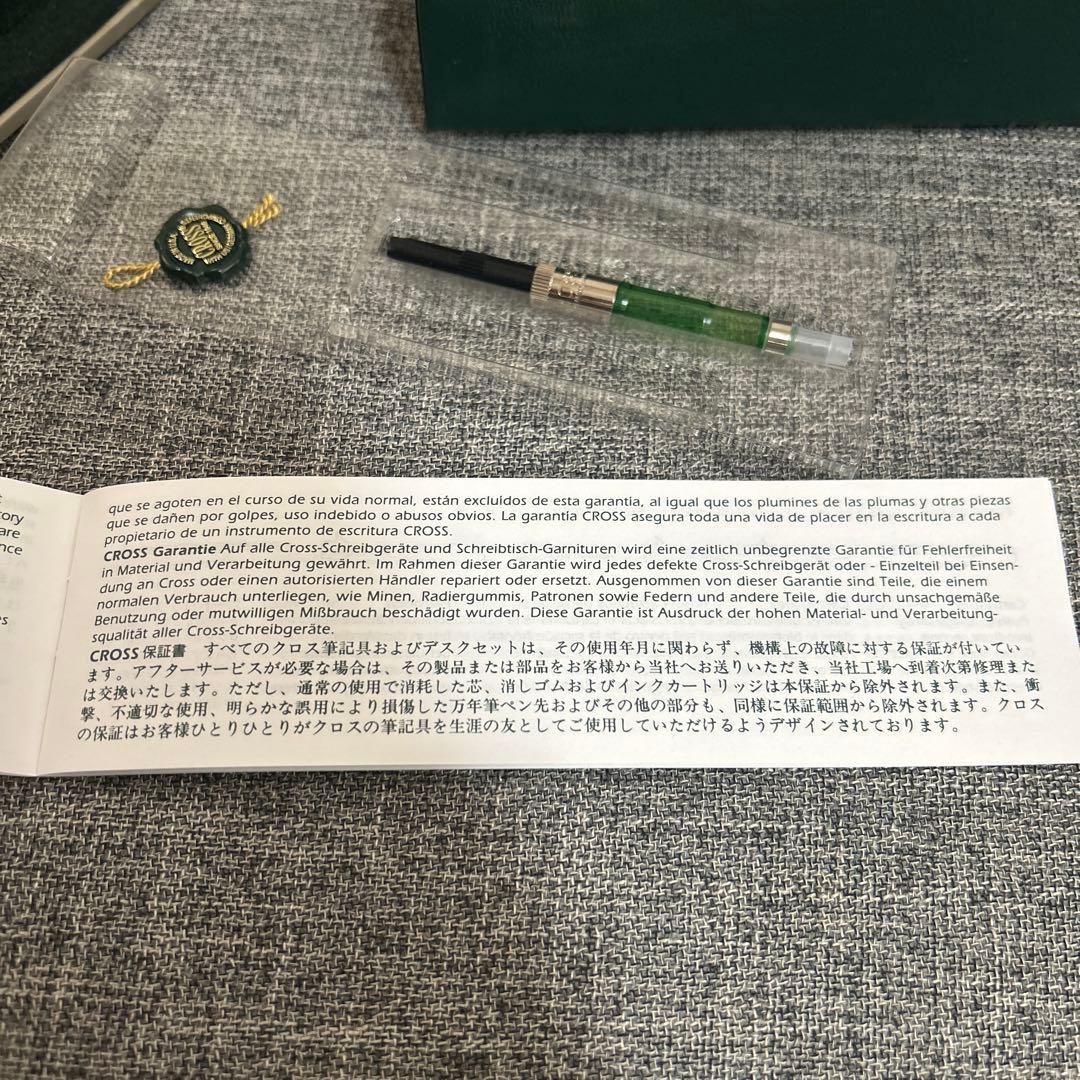 CROSS
tory
are
nce
que se agoten en el curso de su vida normal, están excluidos de esta garantía, al igual que los plumines de las plumas y otras piezas
que se dañen por golpes, uso indebido o abusos obvios. La garantía CROSS asegura toda una vida de placer en la escritura a cada
propietario de un instrumento de escritura CROSS.
CROSS Garantie Auf alle Cross-Schreibgeräte und Schreibtisch-Garnituren wird eine zeitlich unbegrenzte Garantie für Fehlerfreiheit
in Material und Verarbeitung gewährt. Im Rahmen dieser Garantie wird jedes defekte Cross-Schreibgerät oder - Einzelteil bei Einsen-
dung an Cross oder einen autorisierten Händler repariert oder ersetzt. Ausgenommen von dieser Garantie sind Teile, die einem
normalen Verbrauch unterliegen, wie Minen, Radiergummis, Patronen sowie Federn und andere Teile, die durch unsachgemäße
Benutzung oder mutwilligen Mißbrauch beschädigt wurden. Diese Garantie ist Ausdruck der hohen Material- und Verarbeitung-
squalität aller Cross-Schreibgeräte.
CROSS 保証書 すべてのクロス筆記具およびデスクセットは、その使用年月に関わらず、機構上の故障に対する保証が付いてい
ます。アフターサービスが必要な場合は、その製品または部品をお客様から当社へお送りいただき、当社工場へ到着次第修理また
は交換いたします。ただし、通常の使用で消耗した芯、消しゴムおよびインクカートリッジは本保証から除外されます。また、衝
撃、不適切な使用、明らかな誤用により損傷した万年筆ペン先およびその他の部分も、同様に保証範囲から除外されます。クロス
の保証はお客様ひとりひとりがクロスの筆記具を生涯の友としてご使用していただけるようデザインされております。